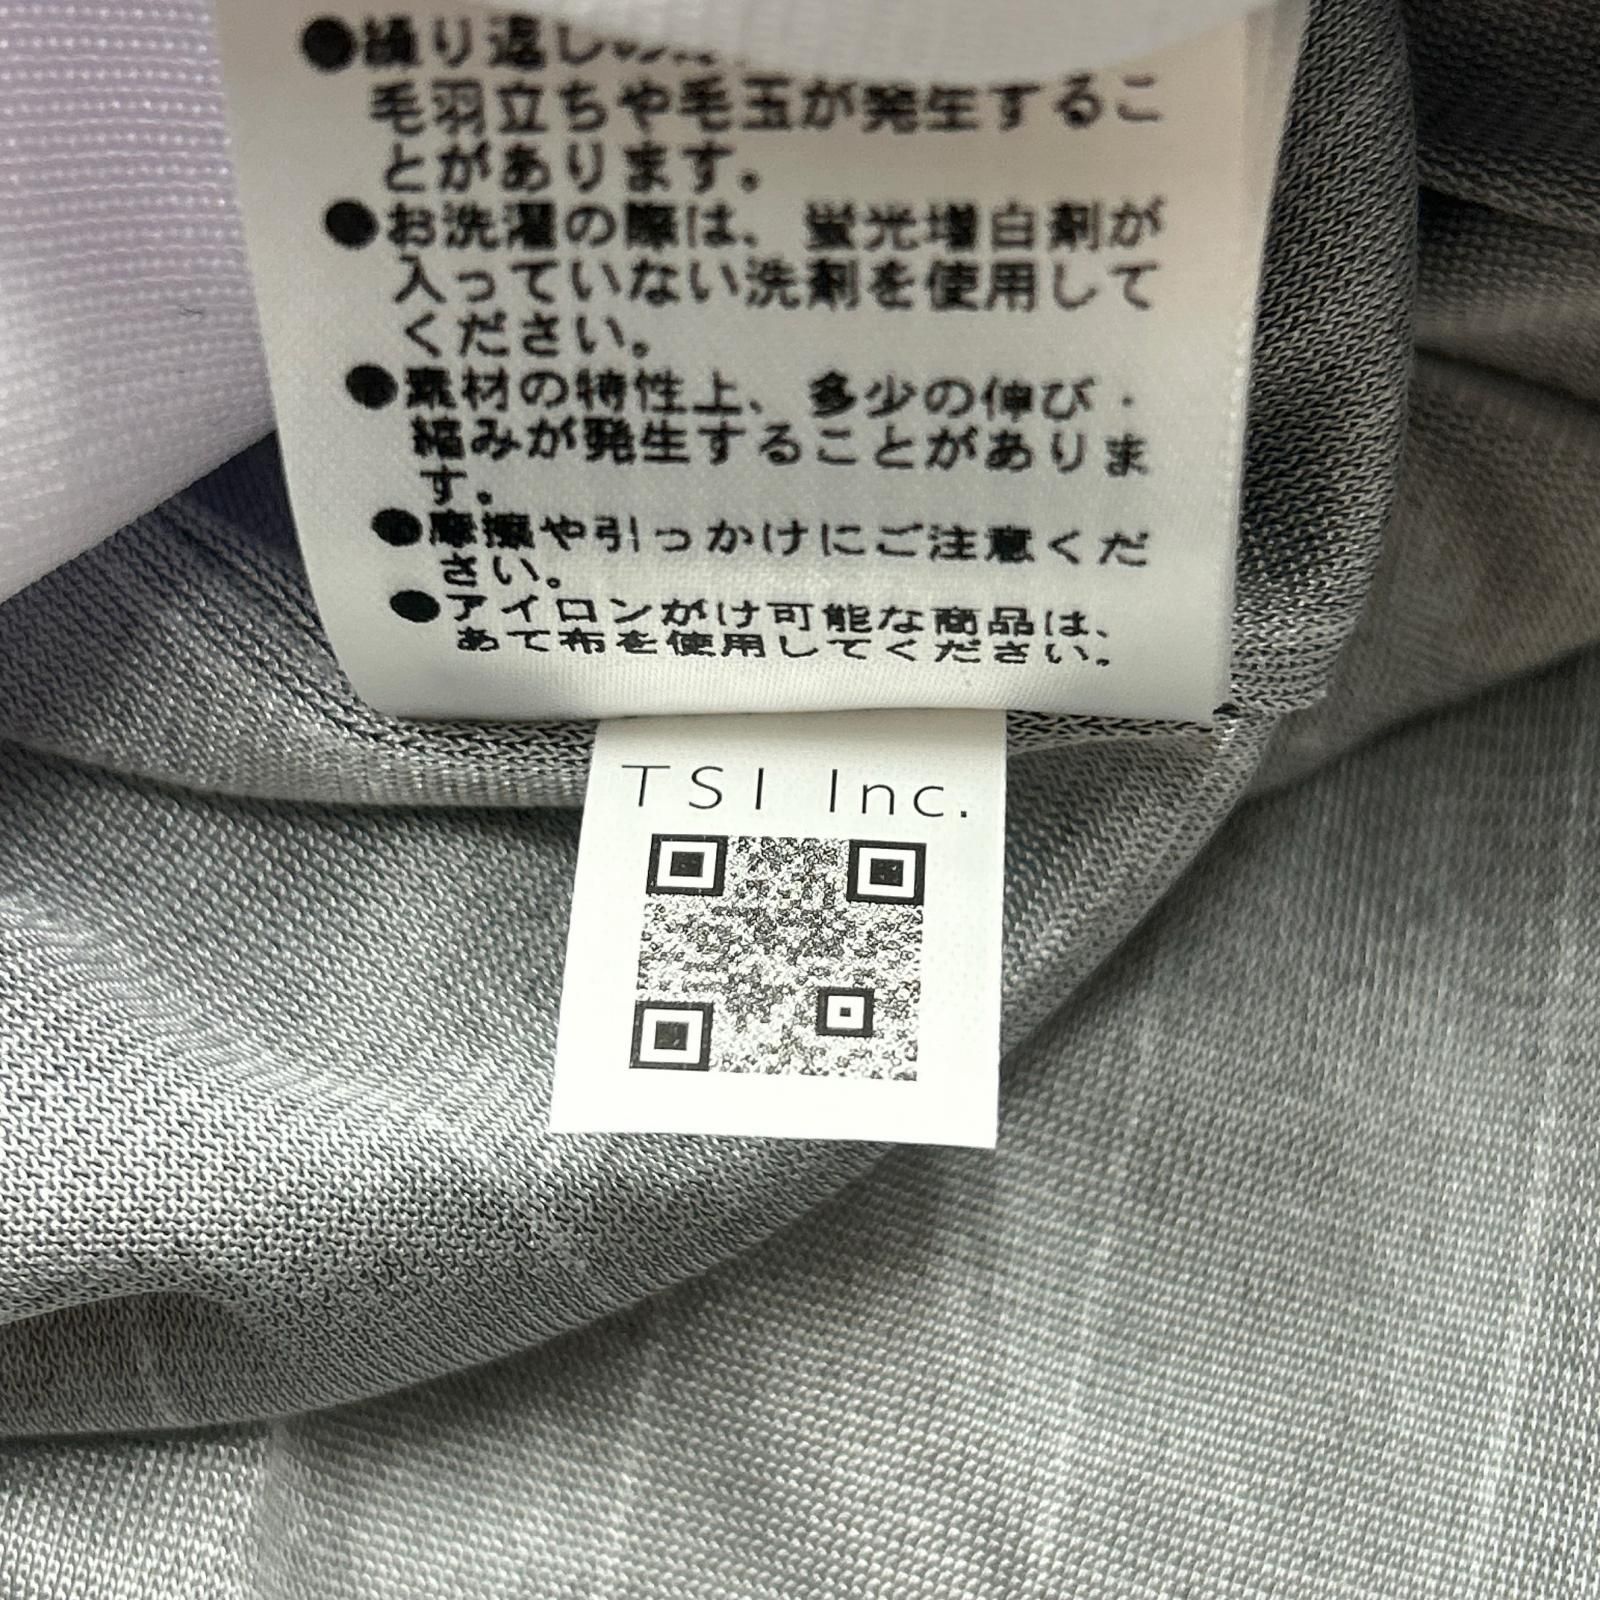 ●繰り返しの
毛羽立ちや毛玉が発生するこ
とがあります。
●お洗濯の際は、蛍光増白剤が
入っていない洗剤を使用して
ください。
●素材の特性上、多少の伸び・
縮みが発生することがありま
す。
●摩擦や引っかけにご注意くだ
さい。
●アイロンがけ可能な商品は、
あて布を使用してください。
TSI Inc.